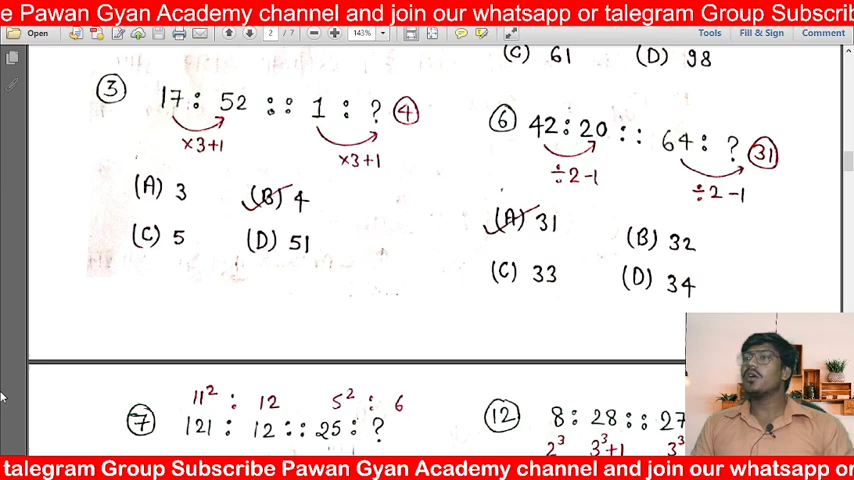 e Pawan Gyan Academy channel and join our whatsapp or talegram Group Subscrib
Open
2 / 7
143%
Tools
Fill & Sign
Comment
(C) 61 (D) 98
3 17 : 52 :: 1 : ? 4
×3+1 ×3+1
(A) 3 (B) 4
(C) 5 (D) 51
6 42 : 20 :: 64 : ? 31
÷2-1 ÷2-1
(A) 31 (B) 32
(C) 33 (D) 34
11² : 12 5² : 6
7 121 : 12 :: 25 : ?
12 8 : 28 :: 27
2³ 3³+1 3³
talegram Group Subscribe Pawan Gyan Academy channel and join our whatsapp or